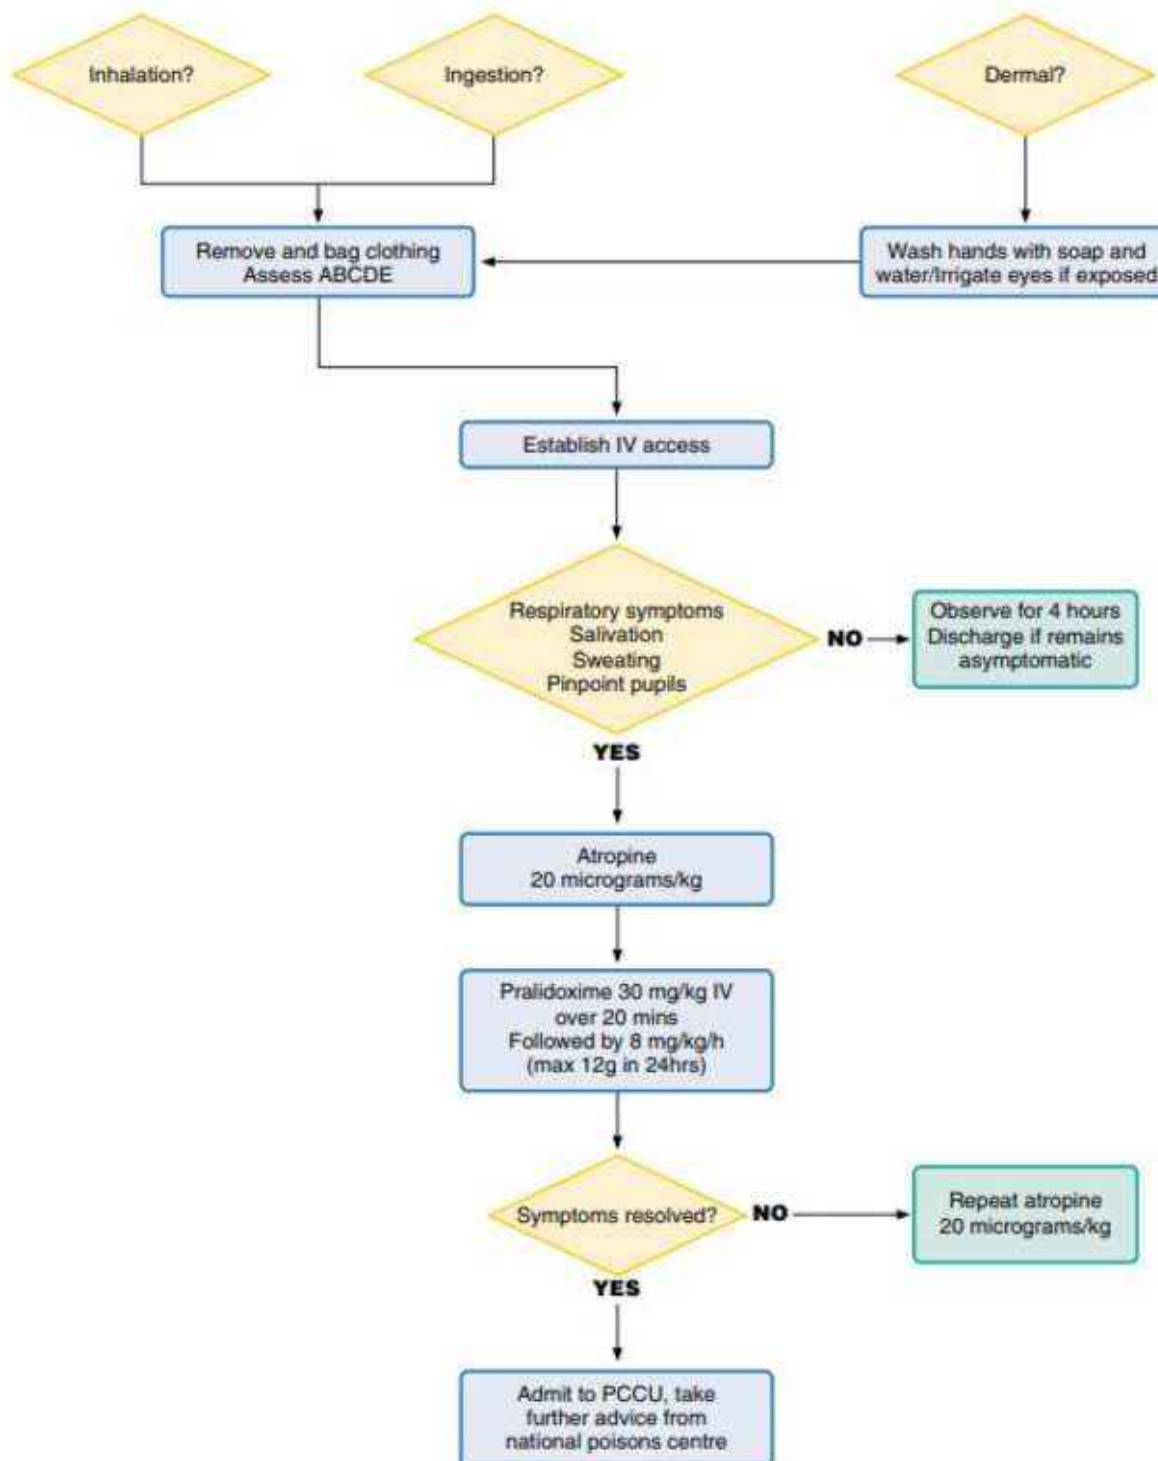 Inhalation?
Ingestion?
Dermal?
Remove and bag clothing
Assess ABCDE
Wash hands with soap and
water/Irrigate eyes if exposed
Establish IV access
Respiratory symptoms
Salivation
Sweating
Pinpoint pupils
NO
Observe for 4 hours
Discharge if remains
asymptomatic
YES
Atropine
20 micrograms/kg
Pralidoxime 30 mg/kg IV
over 20 mins
Followed by 8 mg/kg/h
(max 12g in 24hrs)
Symptoms resolved?
NO
Repeat atropine
20 micrograms/kg
YES
Admit to PCCU, take
further advice from
national poisons centre